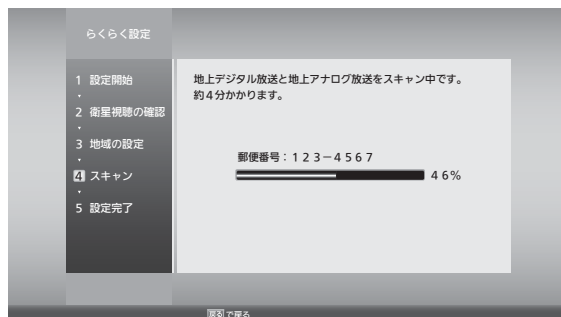 らくらく設定
1 設定開始
2 衛星視聴の確認
3 地域の設定
4 スキャン
5 設定完了
地上デジタル放送と地上アナログ放送をスキャン中です。
約4分かかります。
郵便番号：123－4567
46%
戻る で戻る